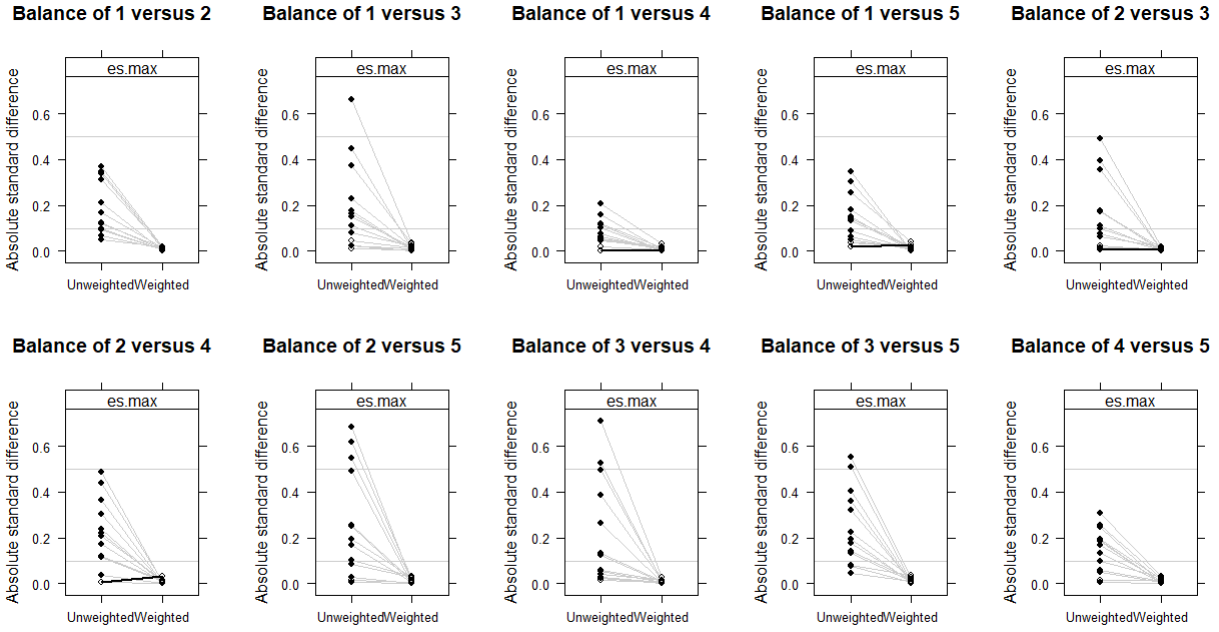 Balance of 1 versus 2
Balance of 1 versus 3
Balance of 1 versus 4
Balance of 1 versus 5
Balance of 2 versus 3
es.max
es.max
es.max
es.max
es.max
Absolute standard difference
0.6
0.4
0.2
0.0
Absolute standard difference
0.6
0.4
0.2
0.0
Absolute standard difference
0.6
0.4
0.2
0.0
Absolute standard difference
0.6
0.4
0.2
0.0
Absolute standard difference
0.6
0.4
0.2
0.0
UnweightedWeighted
UnweightedWeighted
UnweightedWeighted
UnweightedWeighted
UnweightedWeighted
Balance of 2 versus 4
Balance of 2 versus 5
Balance of 3 versus 4
Balance of 3 versus 5
Balance of 4 versus 5
es.max
es.max
es.max
es.max
es.max
Absolute standard difference
0.6
0.4
0.2
0.0
Absolute standard difference
0.6
0.4
0.2
0.0
Absolute standard difference
0.6
0.4
0.2
0.0
Absolute standard difference
0.6
0.4
0.2
0.0
Absolute standard difference
0.6
0.4
0.2
0.0
UnweightedWeighted
UnweightedWeighted
UnweightedWeighted
UnweightedWeighted
UnweightedWeighted